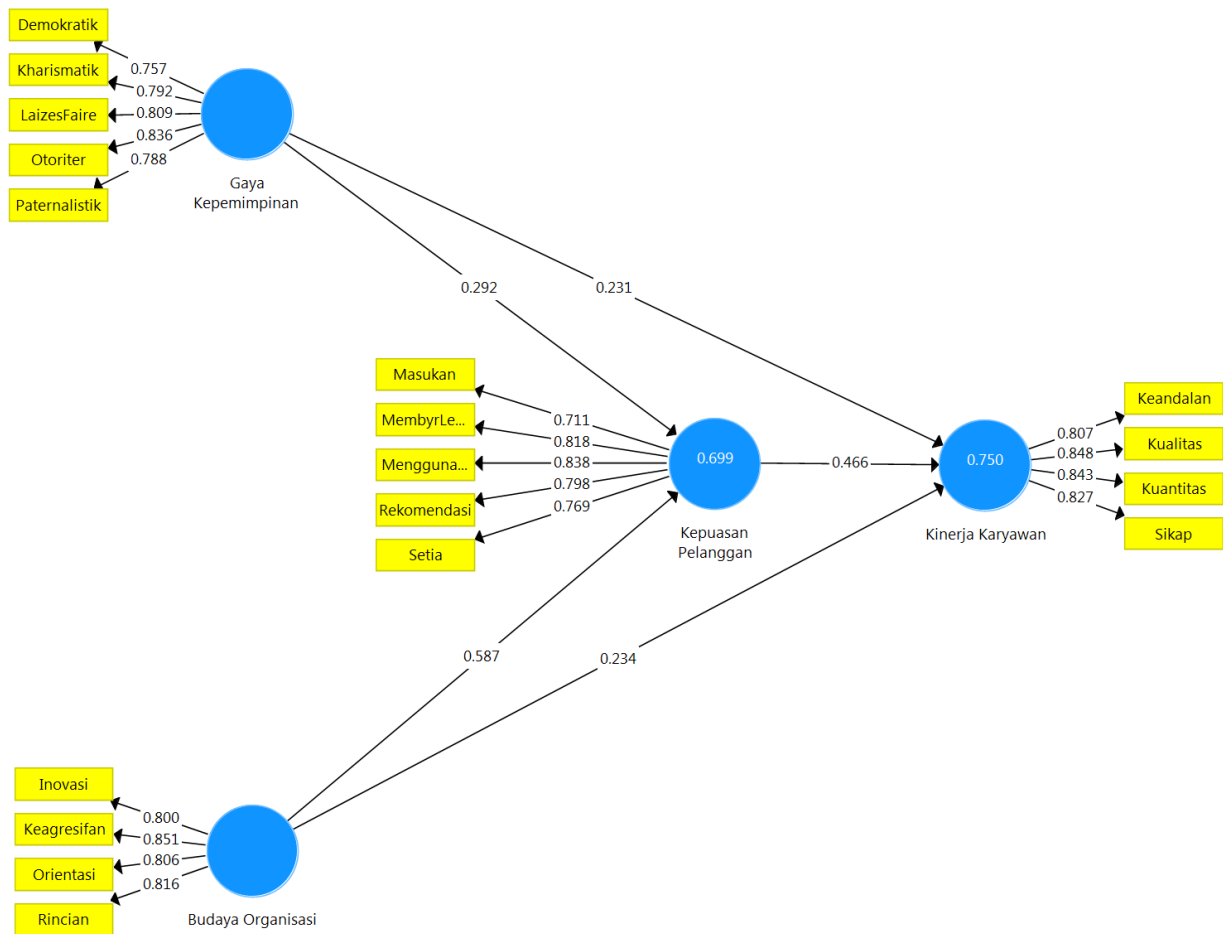 Demokratik
0.757
Kharismatik
0.792
LaizesFaire
0.809
Otoriter
0.836
Paternalistik
0.788
Gaya
Kepemimpinan
0.292
0.231
Masukan
0.711
MembyrLe...
0.818
Mengguna...
0.838
Rekomendasi
0.798
Setia
0.769
0.699
Kepuasan
Pelanggan
0.466
0.750
Kinerja Karyawan
Keandalan
0.807
Kualitas
0.848
Kuantitas
0.843
Sikap
0.827
0.587
0.234
Inovasi
0.800
Keagresifan
0.851
Orientasi
0.806
Rincian
0.816
Budaya Organisasi